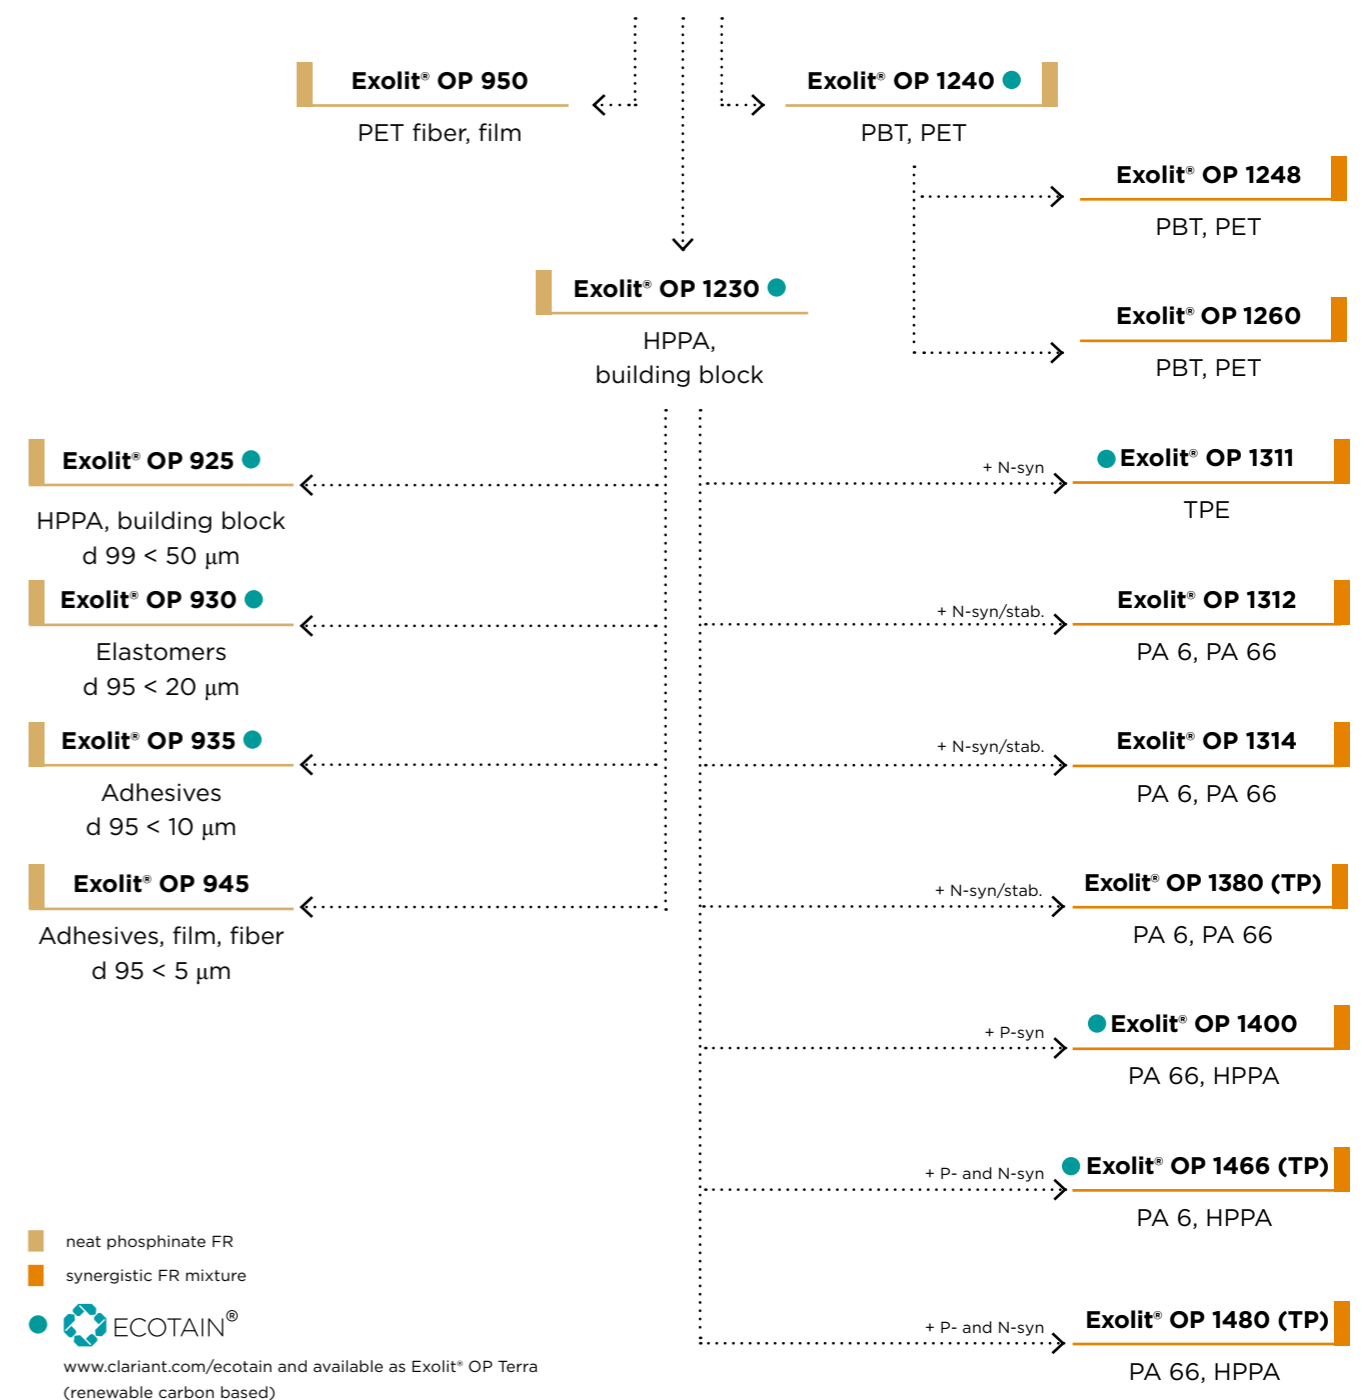 Exolit® OP 950
PET fiber, film
Exolit® OP 1240
PBT, PET
Exolit® OP 1248
PBT, PET
Exolit® OP 1260
PBT, PET
Exolit® OP 1230
HPPA,
building block
Exolit® OP 925
HPPA, building block
d 99 < 50 μm
Exolit® OP 930
Elastomers
d 95 < 20 μm
Exolit® OP 935
Adhesives
d 95 < 10 μm
Exolit® OP 945
Adhesives, film, fiber
d 95 < 5 μm
+ N-syn
Exolit® OP 1311
TPE
+ N-syn/stab.
Exolit® OP 1312
PA 6, PA 66
+ N-syn/stab.
Exolit® OP 1314
PA 6, PA 66
+ N-syn/stab.
Exolit® OP 1380 (TP)
PA 6, PA 66
+ P-syn
Exolit® OP 1400
PA 66, HPPA
+ P- and N-syn
Exolit® OP 1466 (TP)
PA 6, HPPA
+ P- and N-syn
Exolit® OP 1480 (TP)
PA 66, HPPA
neat phosphinate FR
synergistic FR mixture
ECOTAIN®
www.clariant.com/ecotain and available as Exolit® OP Terra
(renewable carbon based)